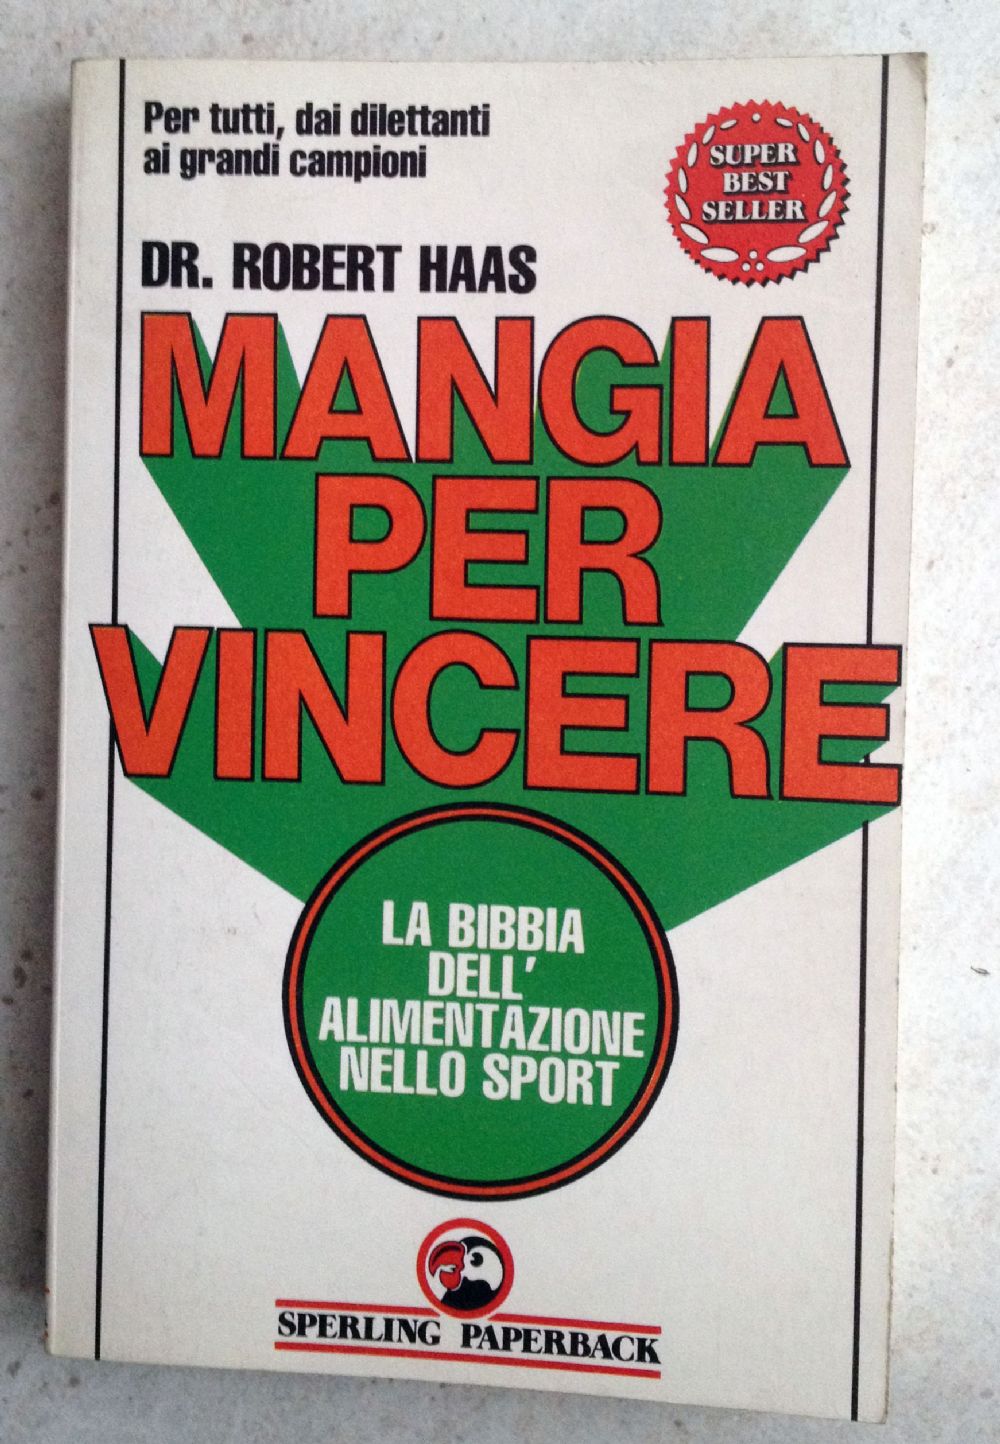 Per tutti, dai dilettanti
ai grandi campioni
SUPER
BEST
SELLER
DR. ROBERT HAAS
MANGIA
PER
VINCERE
LA BIBBIA
DELL'
ALIMENTAZIONE
NELLO SPORT
SPERLING PAPERBACK